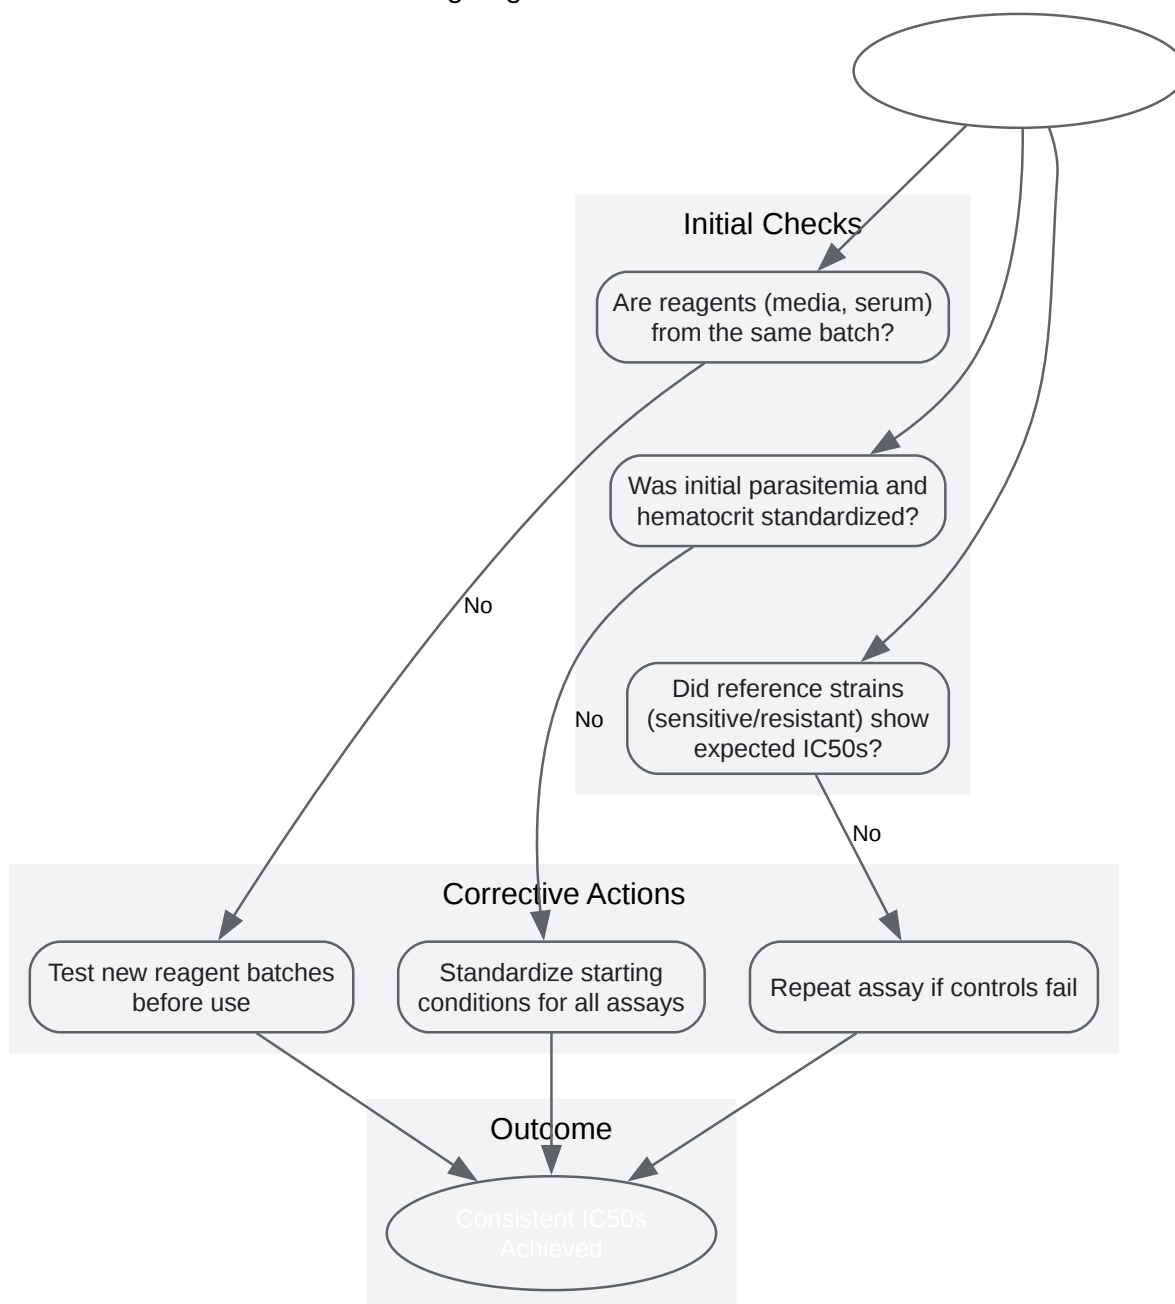 Initial Checks
Are reagents (media, serum)
from the same batch?
Was initial parasitemia and
hematocrit standardized?
No
Did reference strains
(sensitive/resistant) show
expected IC50s?
No
No
Corrective Actions
Test new reagent batches
before use
Standardize starting
conditions for all assays
Repeat assay if controls fail
Outcome
Consistent IC50s
Achieved